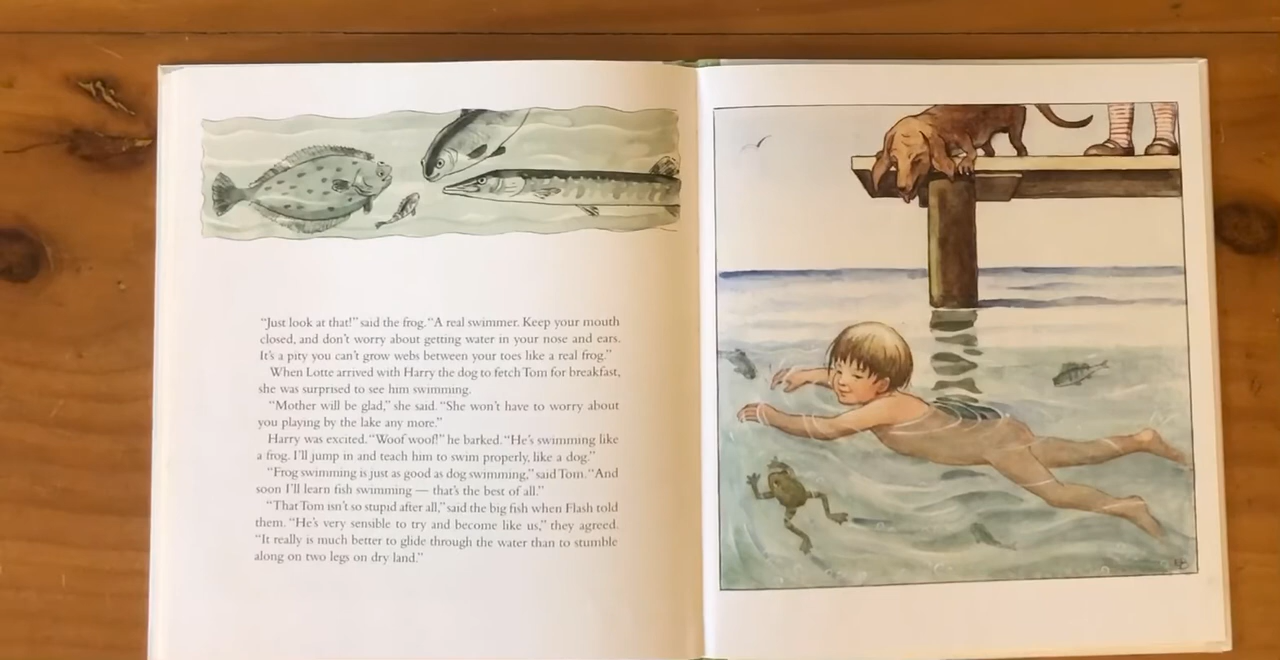 “Just look at that!” said the frog. “A real swimmer. Keep your mouth
closed, and don’t worry about getting water in your nose and ears.
It’s a pity you can’t grow webs between your toes like a real frog.”
When Lotte arrived with Harry the dog to fetch Tom for breakfast,
she was surprised to see him swimming.
“Mother will be glad,” she said. “She won’t have to worry about
you playing by the lake any more.”
Harry was excited. “Woof woof!” he barked. “He’s swimming like
a frog. I’ll jump in and teach him to swim properly, like a dog.”
“Frog swimming is just as good as dog swimming,” said Tom. “And
soon I’ll learn fish swimming — that’s the best of all.”
“That Tom isn’t so stupid after all,” said the big fish when Flash told
them. “He’s very sensible to try and become like us,” they agreed.
“It really is much better to glide through the water than to stumble
along on two legs on dry land.”